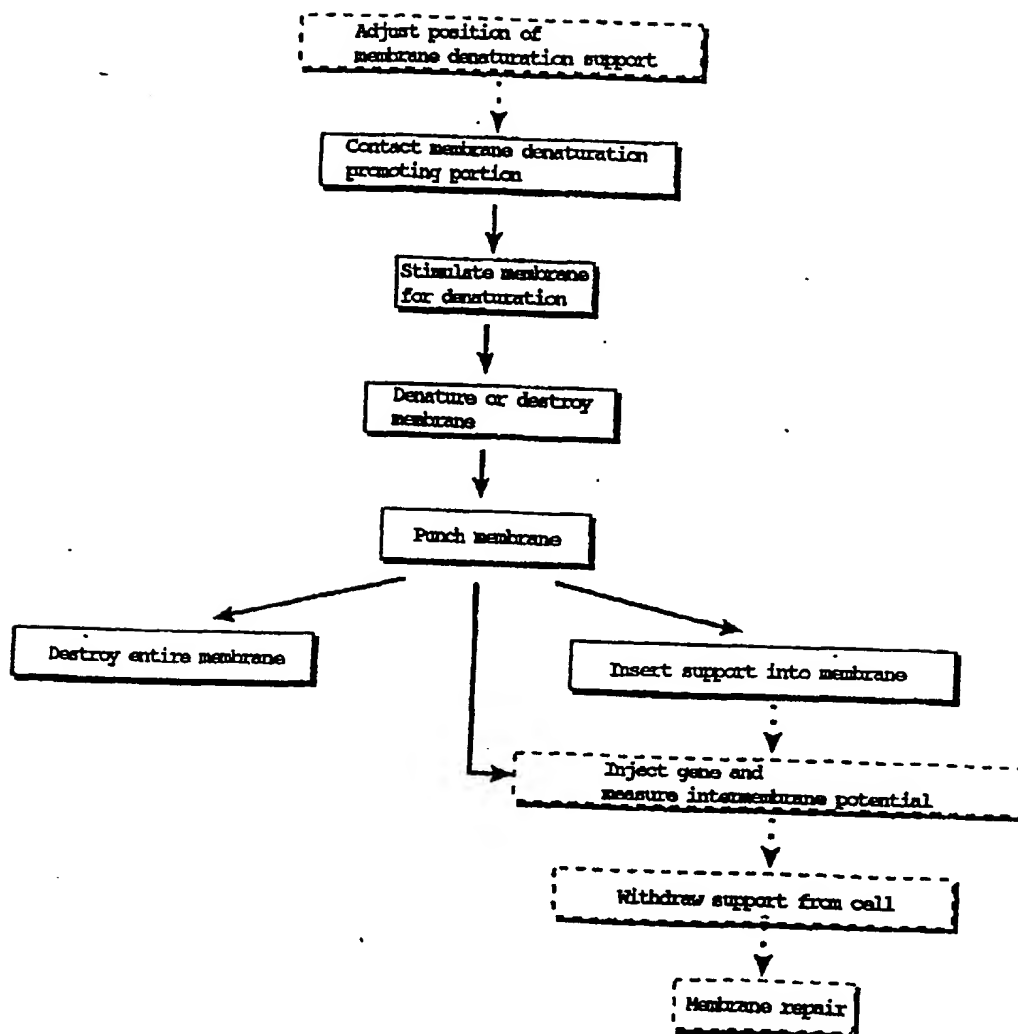 Adjust position of
membrane denaturation support
Contact membrane denaturation
promoting portion
Stimulate membrane
for denaturation
Denature or destroy
membrane
Punch membrane
Destroy entire membrane
Insert support into membrane
Inject gene and
measure intermembrane potential
Withdraw support from cell
Membrane repair